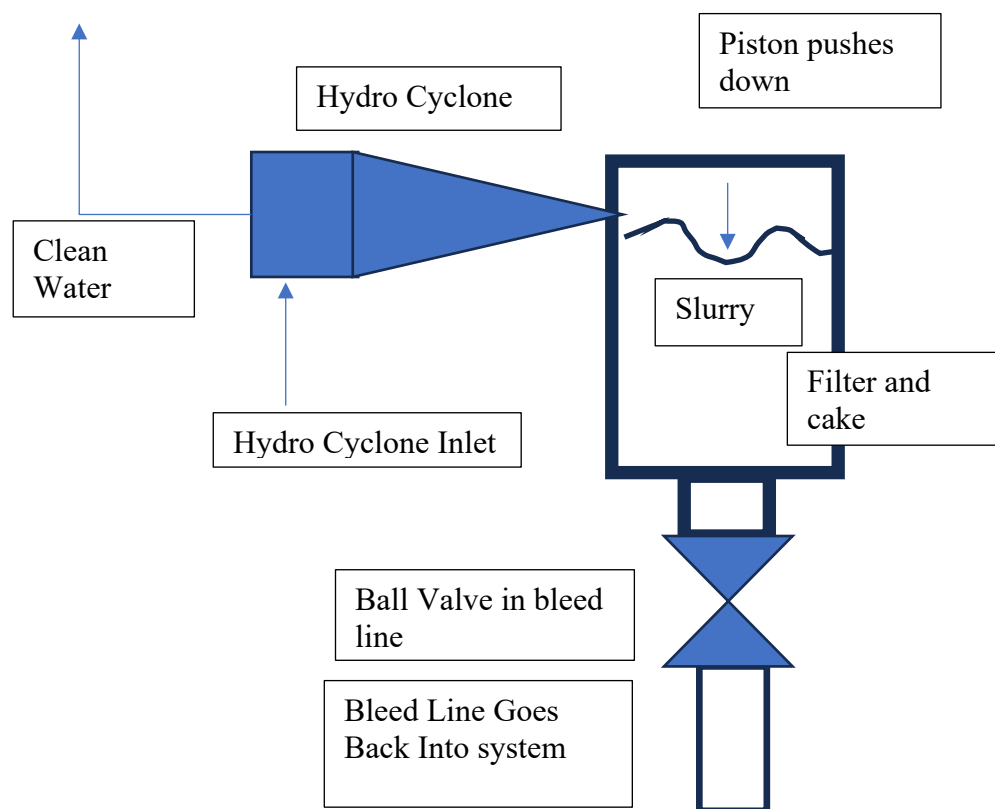 Piston pushes
down
Hydro Cyclone
Clean
Water
Slurry
Filter and
cake
Hydro Cyclone Inlet
Ball Valve in bleed
line
Bleed Line Goes
Back Into system